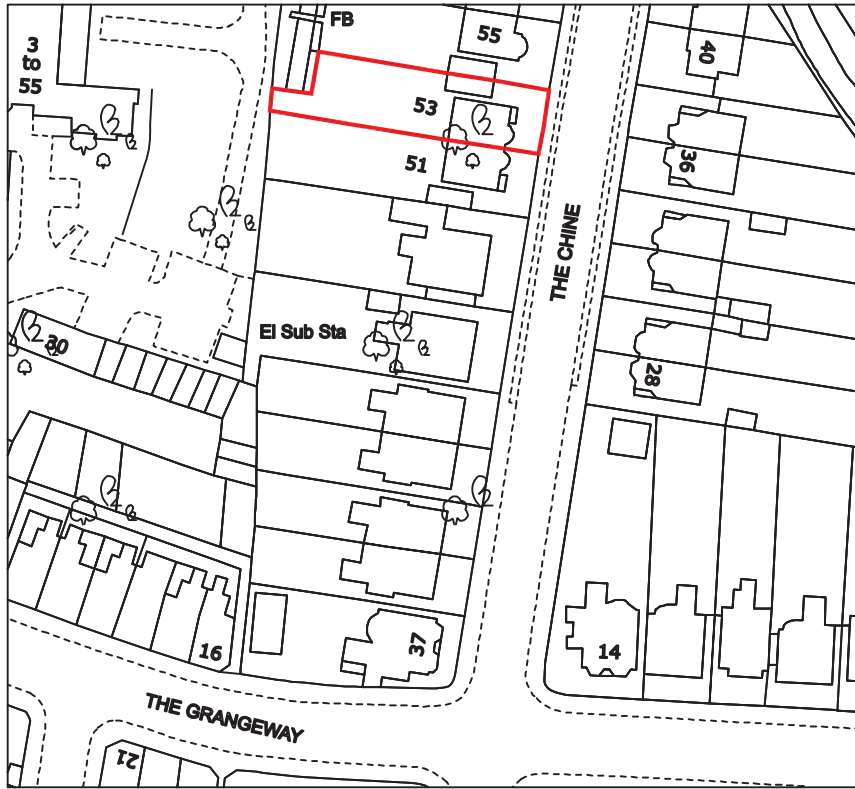 FB
55
40
3
to
55
53
51
36
THE CHINE
El Sub Sta
30
28
37
16
14
THE GRANGEWAY
21